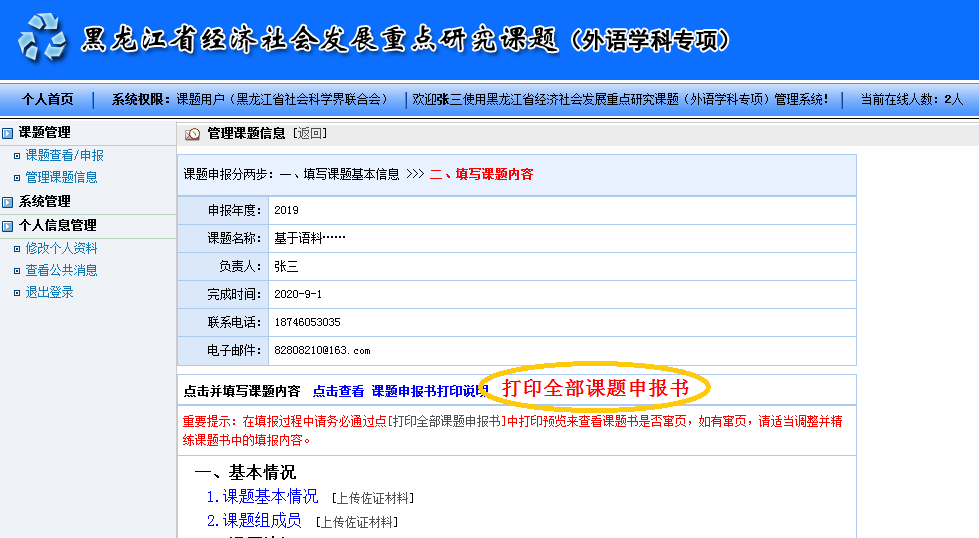 黑龙江省经济社会发展重点研究课题（外语学科专项）
个人首页 | 系统权限：课题用户（黑龙江省社会科学界联合会） | 欢迎张三使用黑龙江省经济社会发展重点研究课题（外语学科专项）管理系统！ | 当前在线人数：2人
课题管理
课题查看/申报
管理课题信息
系统管理
个人信息管理
修改个人资料
查看公共消息
退出登录
管理课题信息 [返回]
课题申报分两步：一、填写课题基本信息 >>> 二、填写课题内容
申报年度： 2019
课题名称： 基于语料……
负责人： 张三
完成时间： 2020-9-1
联系电话： 18746053035
电子邮件： 82808210@163.com
点击并填写课题内容 点击查看 课题申报书打印说明 打印全部课题申报书
重要提示：在填报过程中请务必通过点[打印全部课题申报书]中打印预览来查看课题书是否窜页，如有窜页，请适当调整并精
练课题书中的填报内容。
一、基本情况
1.课题基本情况 [上传佐证材料]
2.课题组成员 [上传佐证材料]